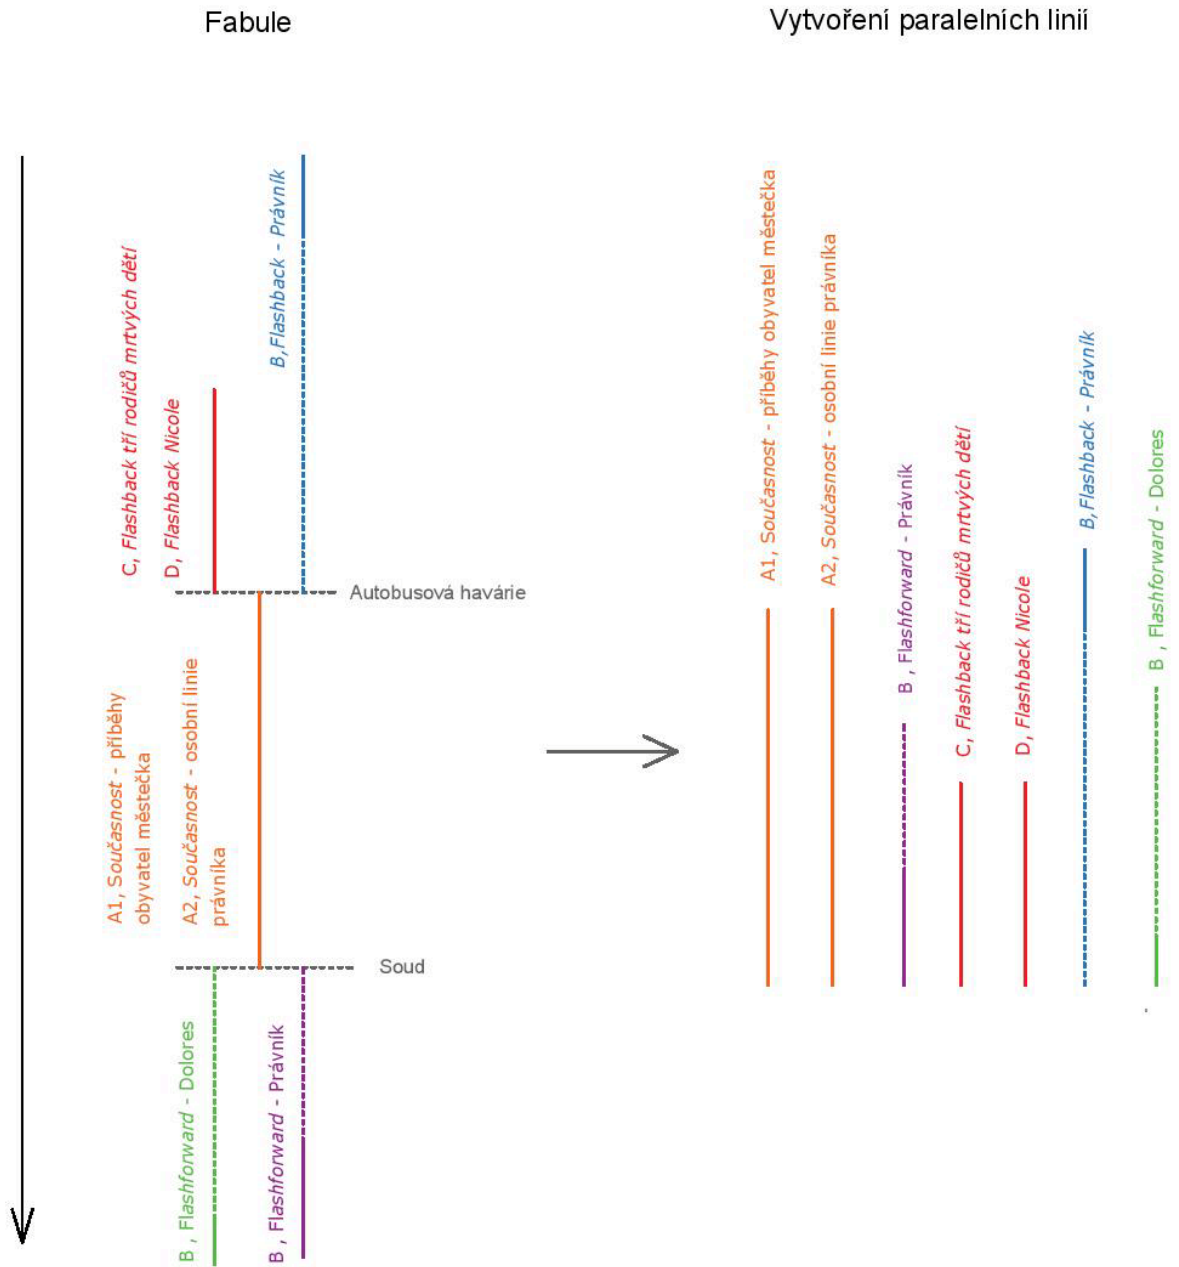 Fabule
Vytvoření paralelních linií
C, Flashback tří rodičů mrtvých dětí
D, Flashback Nicole
B,Flashback - Právník
Autobusová havárie
A1, Současnost - příběhy
obyvatel městečka
A2, Současnost - osobní linie
právníka
Soud
B , Flashforward - Dolores
B , Flashforward - Právník
A1, Současnost - příběhy obyvatel městečka
A2, Současnost - osobní linie právníka
B , Flashforward - Právník
C, Flashback tří rodičů mrtvých dětí
D, Flashback Nicole
B,Flashback - Právník
B , Flashforward - Dolores